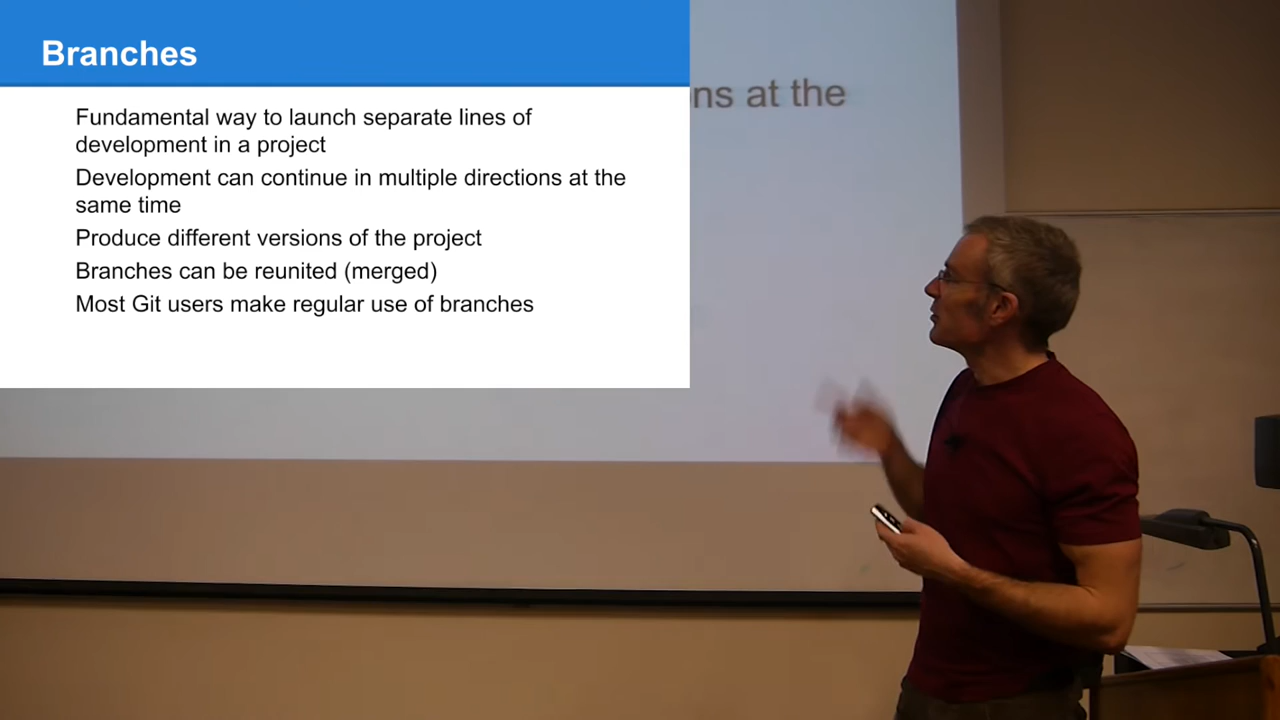 Branches
Fundamental way to launch separate lines of
development in a project
Development can continue in multiple directions at the
same time
Produce different versions of the project
Branches can be reunited (merged)
Most Git users make regular use of branches
ns at the